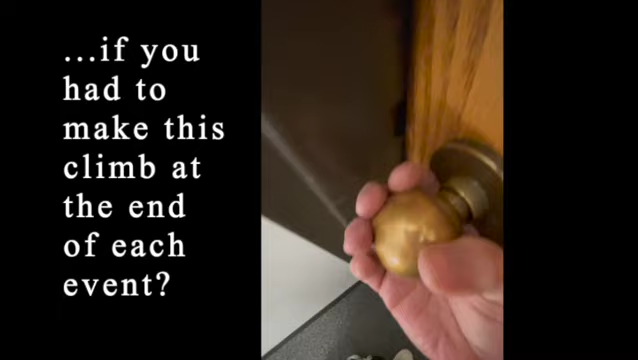 ...if you
had to
make this
climb at
the end
of each
event?